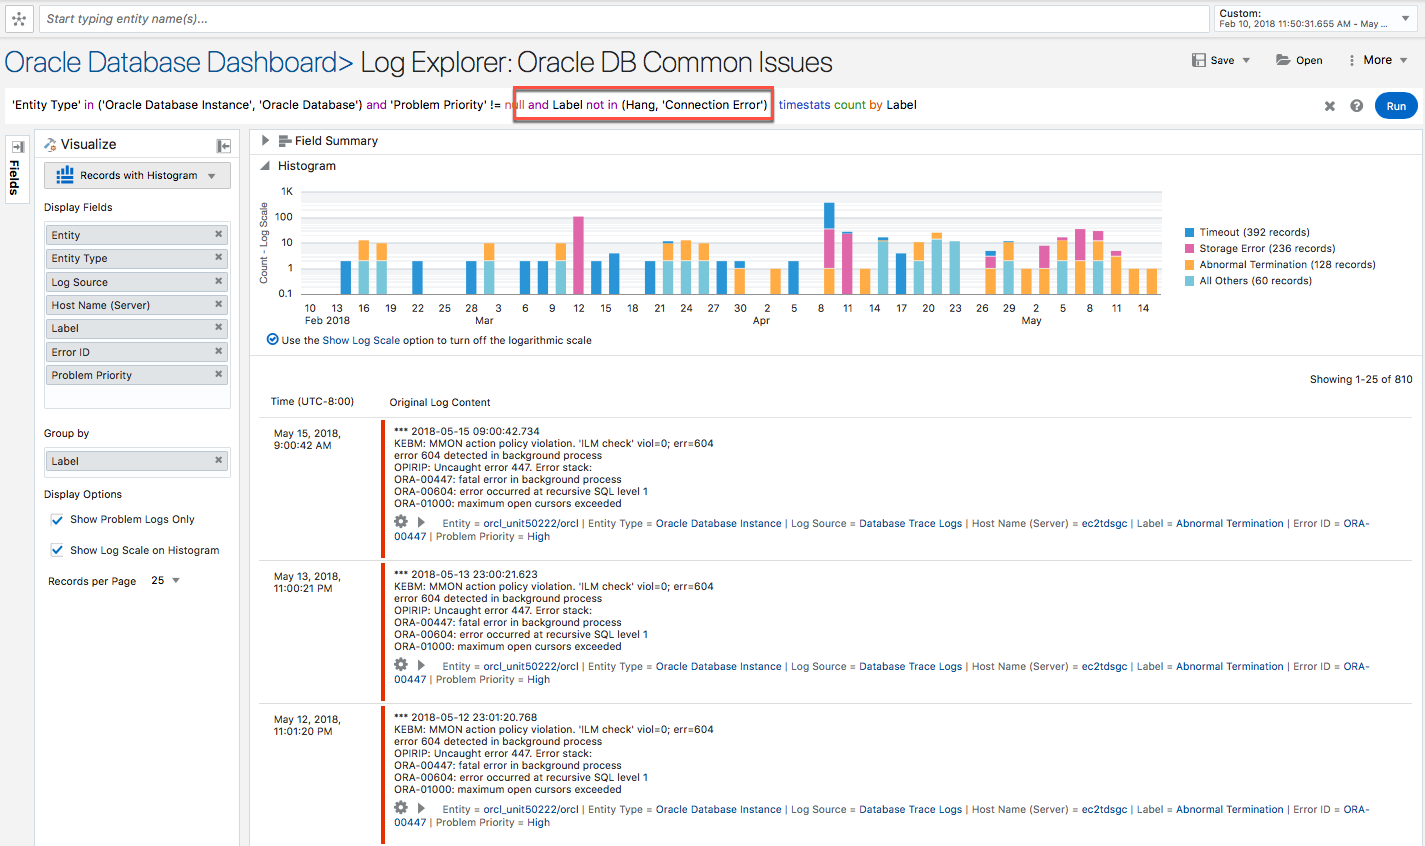 Start typing entity name(s)...
Custom:
Feb 10, 2018 11:50:31.655 AM - May ...
Oracle Database Dashboard> Log Explorer: Oracle DB Common Issues
Save
Open
More
'Entity Type' in ('Oracle Database Instance', 'Oracle Database') and 'Problem Priority' != null and Label not in (Hang, 'Connection Error') timestats count by Label
Run
Fields
Visualize
Records with Histogram
Display Fields
Entity
Entity Type
Log Source
Host Name (Server)
Label
Error ID
Problem Priority
Group by
Label
Display Options
Show Problem Logs Only
Show Log Scale on Histogram
Records per Page 25
Field Summary
Histogram
Count - Log Scale
1K
100
10
1
0.1
10 13 16 19 22 25 28 3 6 9 12 15 18 21 24 27 30 2 5 8 11 14 17 20 23 26 29 2 5 8 11 14
Feb 2018 Mar Apr May
Timeout (392 records)
Storage Error (236 records)
Abnormal Termination (128 records)
All Others (60 records)
Use the Show Log Scale option to turn off the logarithmic scale
Showing 1-25 of 810
Time (UTC-8:00) Original Log Content
May 15, 2018,
9:00:42 AM
*** 2018-05-15 09:00:42.734
KEBM: MMON action policy violation. 'ILM check' viol=0; err=604
error 604 detected in background process
OPIRIP: Uncaught error 447. Error stack:
ORA-00447: fatal error in background process
ORA-00604: error occurred at recursive SQL level 1
ORA-01000: maximum open cursors exceeded
Entity = orcl_unit50222/orcl | Entity Type = Oracle Database Instance | Log Source = Database Trace Logs | Host Name (Server) = ec2tdsgc | Label = Abnormal Termination | Error ID = ORA-
00447 | Problem Priority = High
May 13, 2018,
11:00:21 PM
*** 2018-05-13 23:00:21.623
KEBM: MMON action policy violation. 'ILM check' viol=0; err=604
error 604 detected in background process
OPIRIP: Uncaught error 447. Error stack:
ORA-00447: fatal error in background process
ORA-00604: error occurred at recursive SQL level 1
ORA-01000: maximum open cursors exceeded
Entity = orcl_unit50222/orcl | Entity Type = Oracle Database Instance | Log Source = Database Trace Logs | Host Name (Server) = ec2tdsgc | Label = Abnormal Termination | Error ID = ORA-
00447 | Problem Priority = High
May 12, 2018,
11:01:20 PM
*** 2018-05-12 23:01:20.768
KEBM: MMON action policy violation. 'ILM check' viol=0; err=604
error 604 detected in background process
OPIRIP: Uncaught error 447. Error stack:
ORA-00447: fatal error in background process
ORA-00604: error occurred at recursive SQL level 1
ORA-01000: maximum open cursors exceeded
Entity = orcl_unit50222/orcl | Entity Type = Oracle Database Instance | Log Source = Database Trace Logs | Host Name (Server) = ec2tdsgc | Label = Abnormal Termination | Error ID = ORA-
00447 | Problem Priority = High